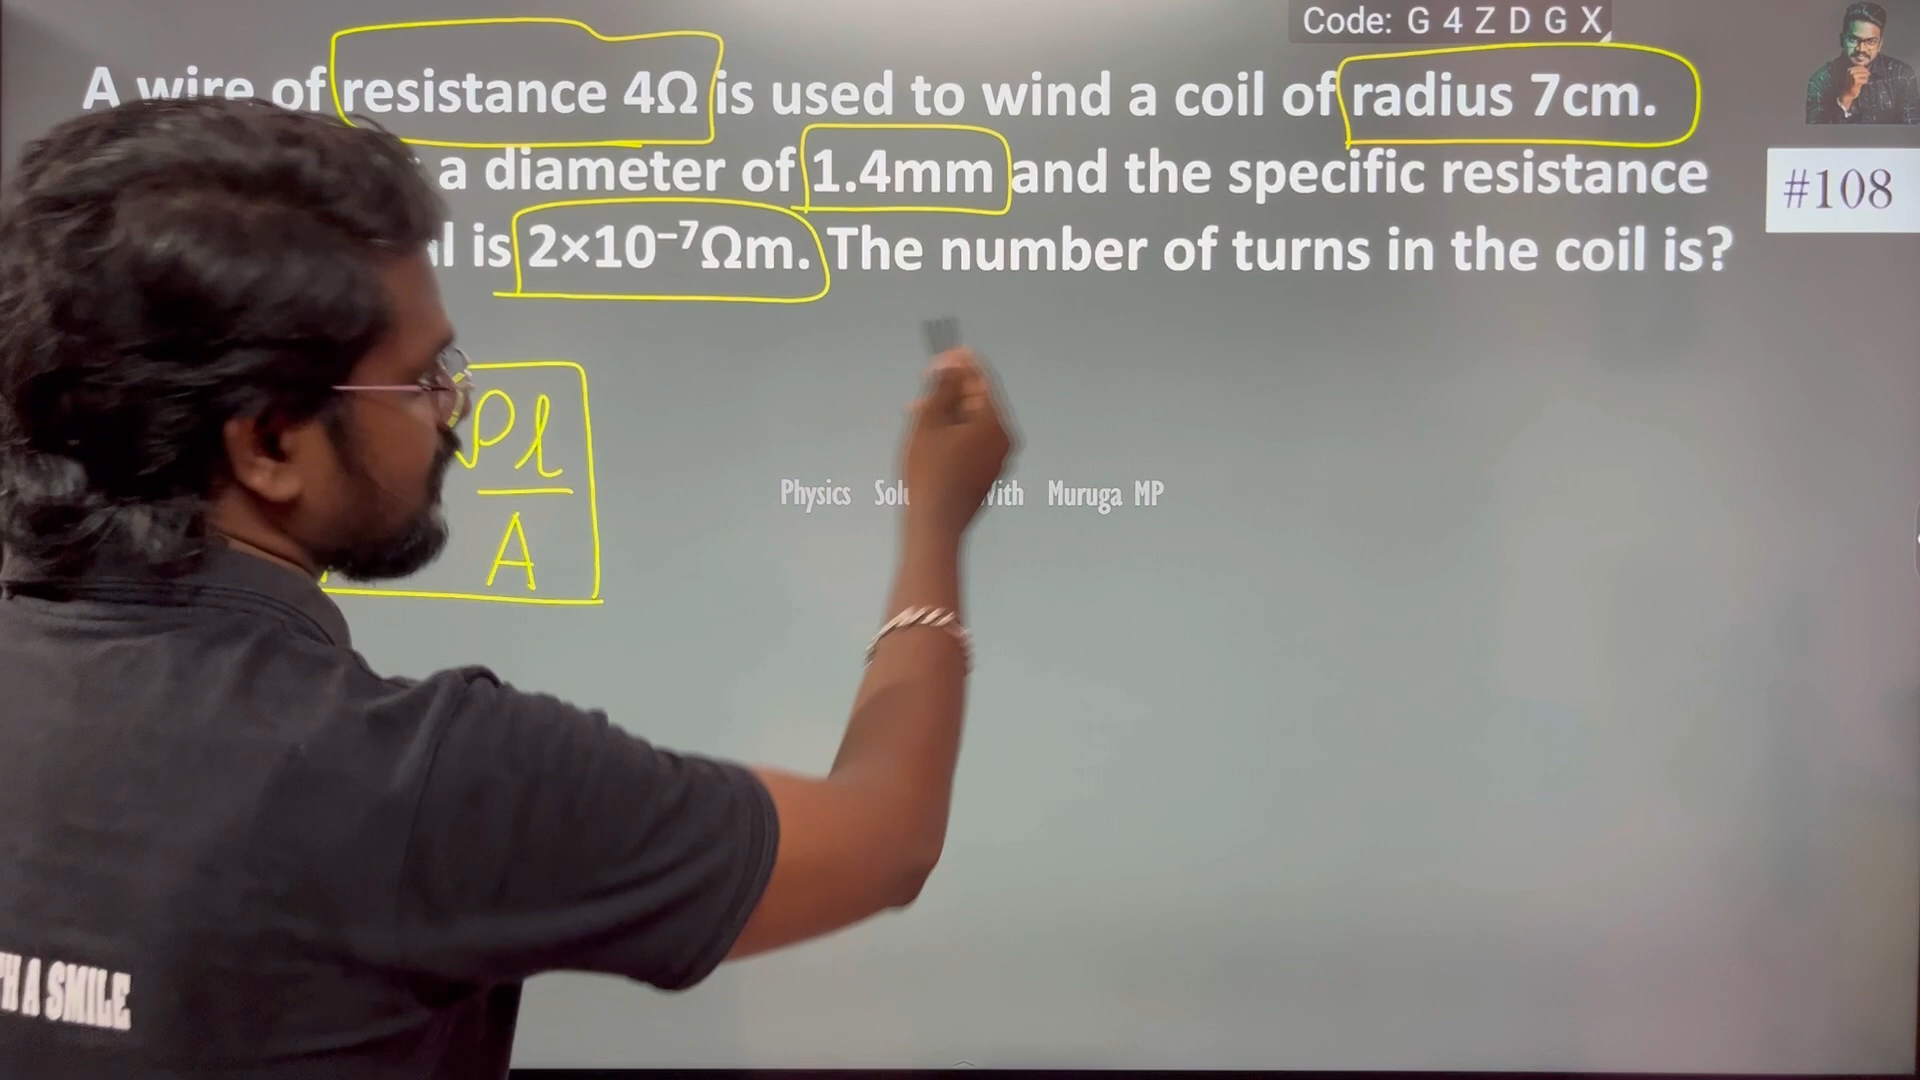 Code: G 4 Z D G X
A wire of resistance 4Ω is used to wind a coil of radius 7cm.
a diameter of 1.4mm and the specific resistance
is 2×10⁻⁷Ωm. The number of turns in the coil is?
#108
ρl
A
Physics With Muruga MP
A SMILE